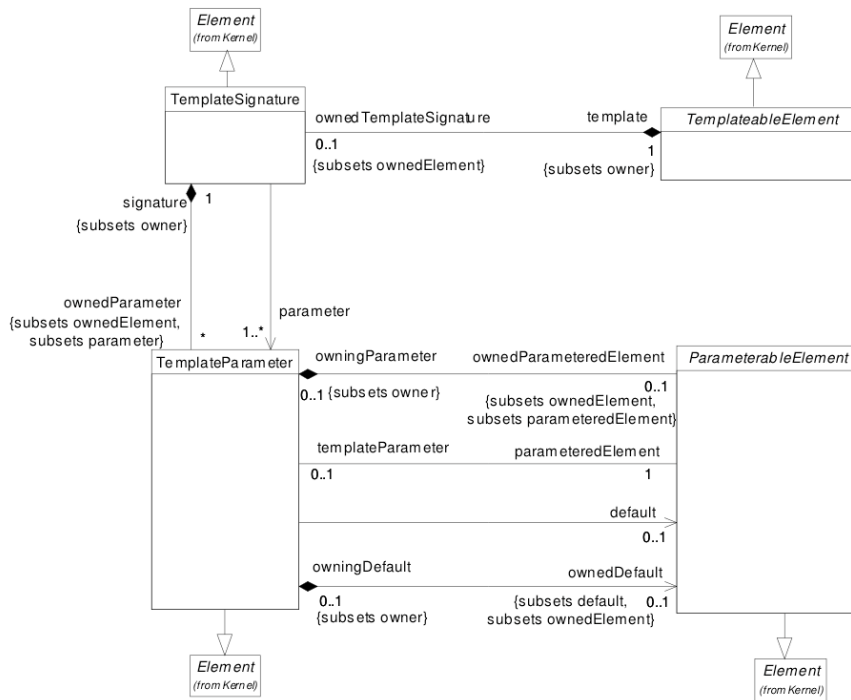 Element
(from Kernel)
Element
(from Kernel)
TemplateSignature
ownedTemplateSignature
template
TemplateableElement
0..1
1
{subsets ownedElement}
{subsets owner}
signature
1
{subsets owner}
ownedParameter
{subsets ownedElement,
subsets parameter}
*
1..*
parameter
TemplateParameter
owningParameter
ownedParameteredElement
ParameterableElement
0..1
{subsets owner}
0..1
{subsets ownedElement,
subsets parameteredElement}
templateParameter
parameteredElement
0..1
1
default
0..1
owningDefault
ownedDefault
0..1
{subsets owner}
{subsets default,
subsets ownedElement}
0..1
Element
(from Kernel)
Element
(from Kernel)